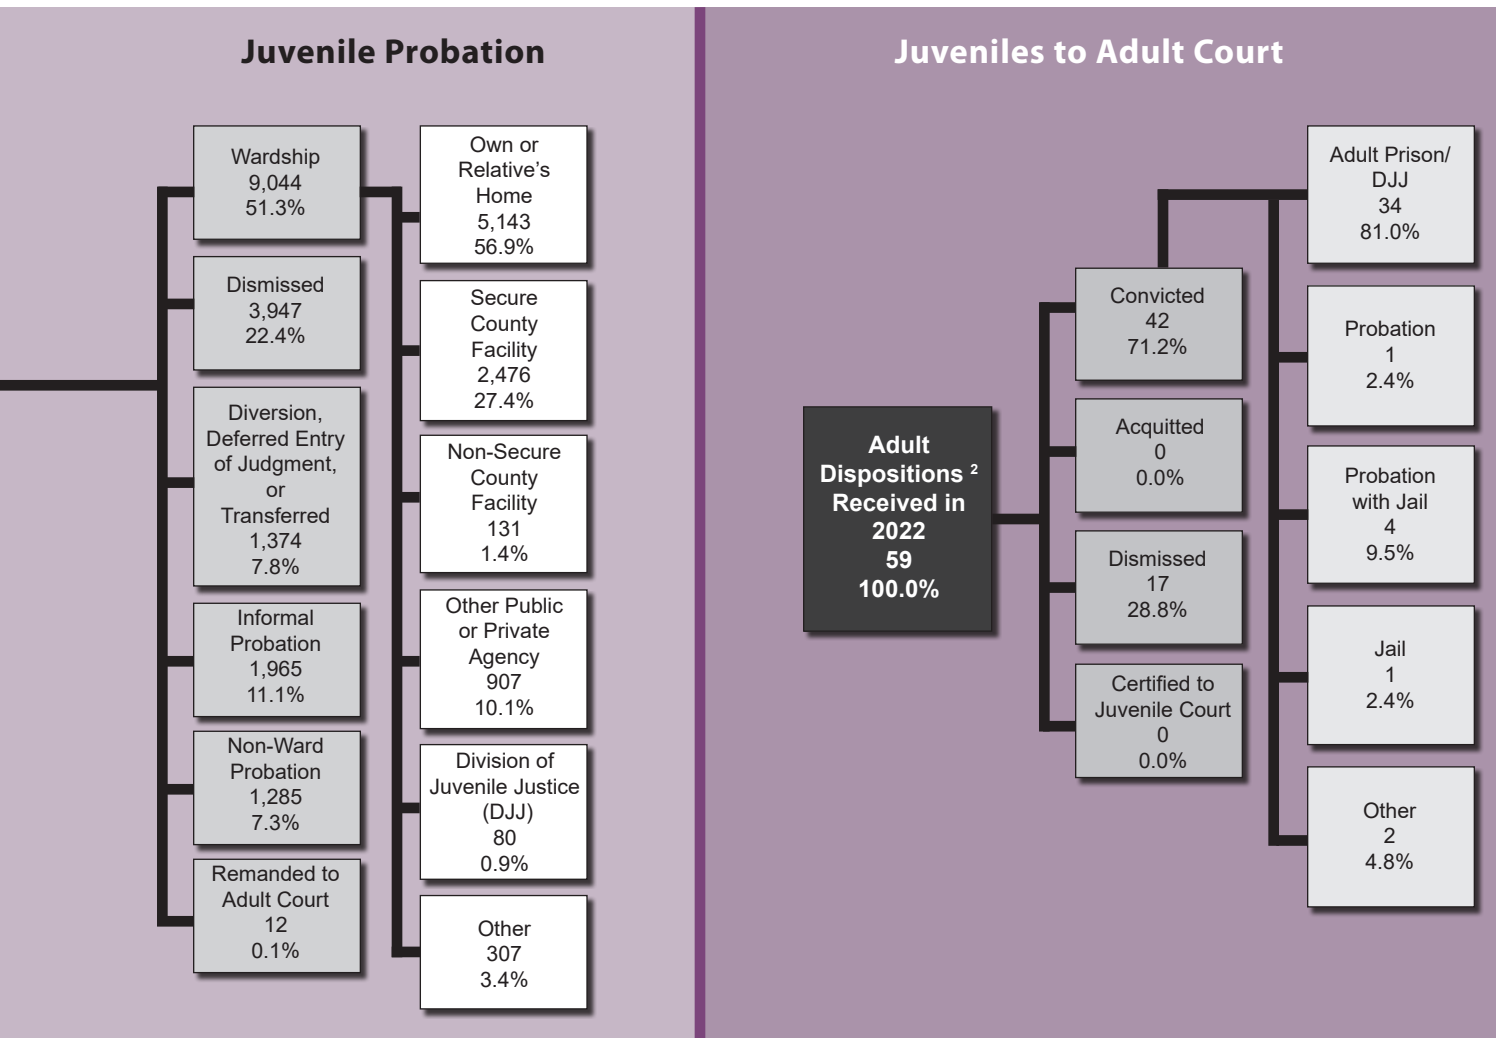 Juvenile Probation
Wardship
9,044
51.3%
Dismissed
3,947
22.4%
Diversion,
Deferred Entry
of Judgment,
or
Transferred
1,374
7.8%
Informal
Probation
1,965
11.1%
Non-Ward
Probation
1,285
7.3%
Remanded to
Adult Court
12
0.1%
Own or
Relative’s
Home
5,143
56.9%
Secure
County
Facility
2,476
27.4%
Non-Secure
County
Facility
131
1.4%
Other Public
or Private
Agency
907
10.1%
Division of
Juvenile Justice
(DJJ)
80
0.9%
Other
307
3.4%
Juveniles to Adult Court
Adult
Dispositions 2
Received in
2022
59
100.0%
Convicted
42
71.2%
Acquitted
0
0.0%
Dismissed
17
28.8%
Certified to
Juvenile Court
0
0.0%
Adult Prison/
DJJ
34
81.0%
Probation
1
2.4%
Probation
with Jail
4
9.5%
Jail
1
2.4%
Other
2
4.8%